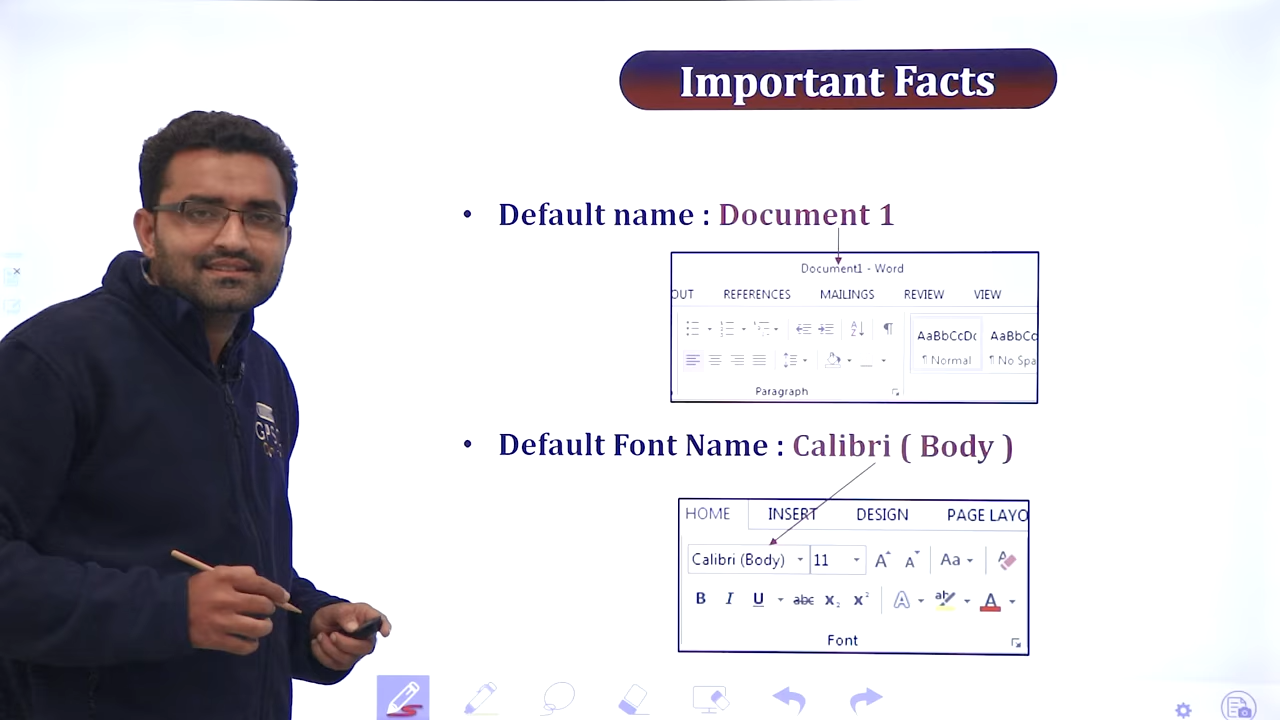 Important Facts
• Default name : Document 1
Document1 - Word
OUT REFERENCES MAILINGS REVIEW VIEW
AaBbCcDc AaBbCc
¶ Normal ¶ No Spa
Paragraph
• Default Font Name : Calibri ( Body )
HOME INSERT DESIGN PAGE LAYO
Calibri (Body) 11 A A Aa A
B I U abc X₂ X² A ab A
Font